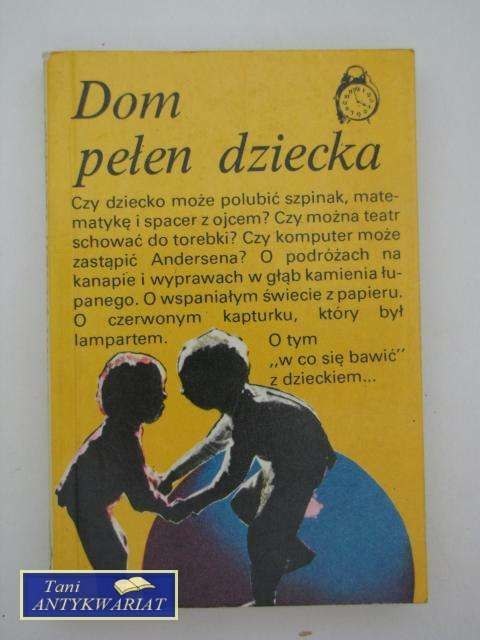 Dom
pełen dziecka
Czy dziecko może polubić szpinak, mate-
matykę i spacer z ojcem? Czy można teatr
schować do torebki? Czy komputer może
zastąpić Andersena? O podróżach na
kanapie i wyprawach w głąb kamienia łu-
panego. O wspaniałym świecie z papieru.
O czerwonym kapturku, który był
lampartem.
O tym
„w co się bawić”
z dzieckiem...
Tani
ANTYKWARIAT